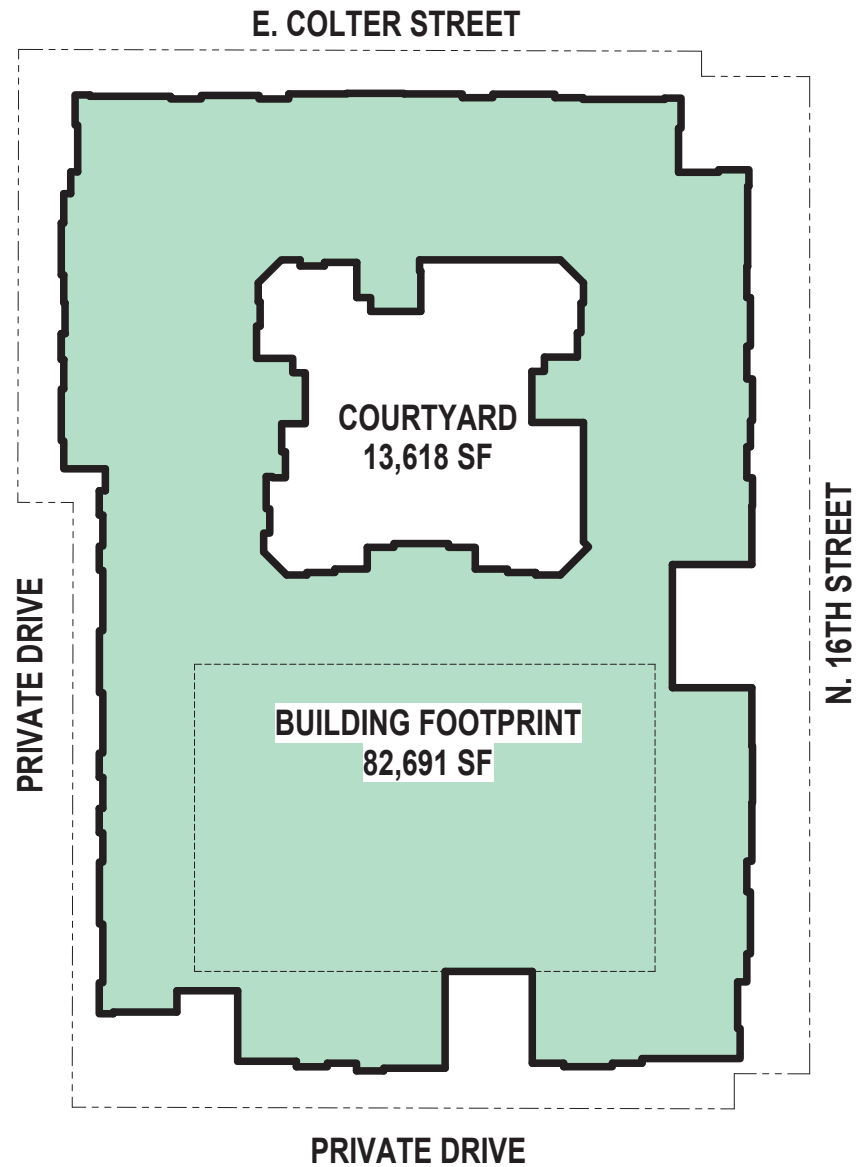 E. COLTER STREET
COURTYARD
13,618 SF
N. 16TH STREET
PRIVATE DRIVE
BUILDING FOOTPRINT
82,691 SF
PRIVATE DRIVE